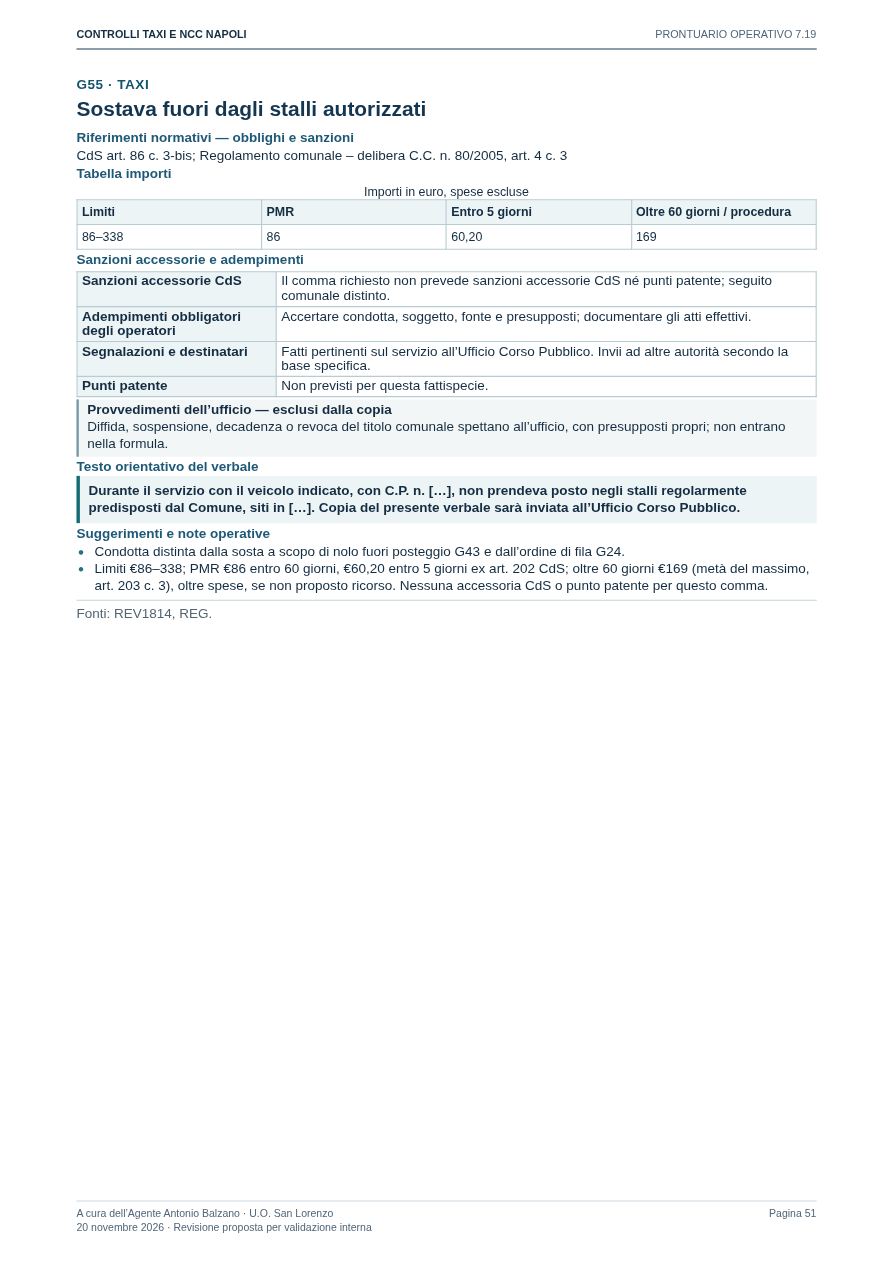 CONTROLLI TAXI E NCC NAPOLI
PRONTUARIO OPERATIVO 7.19
G55 · TAXI
Sostava fuori dagli stalli autorizzati
Riferimenti normativi — obblighi e sanzioni
CdS art. 86 c. 3-bis; Regolamento comunale – delibera C.C. n. 80/2005, art. 4 c. 3
Tabella importi
Importi in euro, spese escluse
Limiti PMR Entro 5 giorni Oltre 60 giorni / procedura
86–338 86 60,20 169
Sanzioni accessorie e adempimenti
Sanzioni accessorie CdS Il comma richiesto non prevede sanzioni accessorie CdS né punti patente; seguito
comunale distinto.
Adempimenti obbligatori Accertare condotta, soggetto, fonte e presupposti; documentare gli atti effettivi.
degli operatori
Segnalazioni e destinatari Fatti pertinenti sul servizio all’Ufficio Corso Pubblico. Invii ad altre autorità secondo la
base specifica.
Punti patente Non previsti per questa fattispecie.
Provvedimenti dell’ufficio — esclusi dalla copia
Diffida, sospensione, decadenza o revoca del titolo comunale spettano all’ufficio, con presupposti propri; non entrano
nella formula.
Testo orientativo del verbale
Durante il servizio con il veicolo indicato, con C.P. n. […], non prendeva posto negli stalli regolarmente
predisposti dal Comune, siti in […]. Copia del presente verbale sarà inviata all’Ufficio Corso Pubblico.
Suggerimenti e note operative
• Condotta distinta dalla sosta a scopo di nolo fuori posteggio G43 e dall’ordine di fila G24.
• Limiti €86–338; PMR €86 entro 60 giorni, €60,20 entro 5 giorni ex art. 202 CdS; oltre 60 giorni €169 (metà del massimo,
art. 203 c. 3), oltre spese, se non proposto ricorso. Nessuna accessoria CdS o punto patente per questo comma.
Fonti: REV1814, REG.
A cura dell’Agente Antonio Balzano · U.O. San Lorenzo
Pagina 51
20 novembre 2026 · Revisione proposta per validazione interna